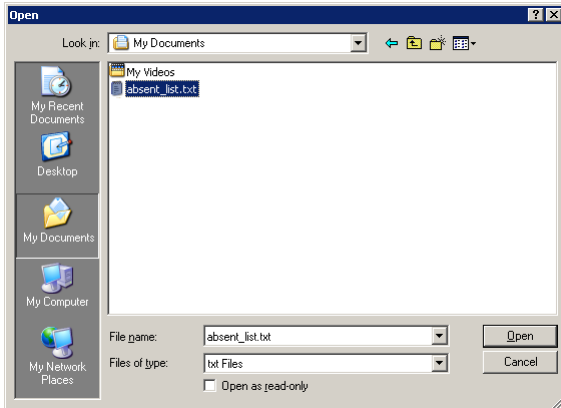 Open
Look in: My Documents
My Recent
Documents
Desktop
My Documents
My Computer
My Network
Places
My Videos
absent_list.txt
File name: absent_list.txt Open
Files of type: txt Files Cancel
Open as read-only